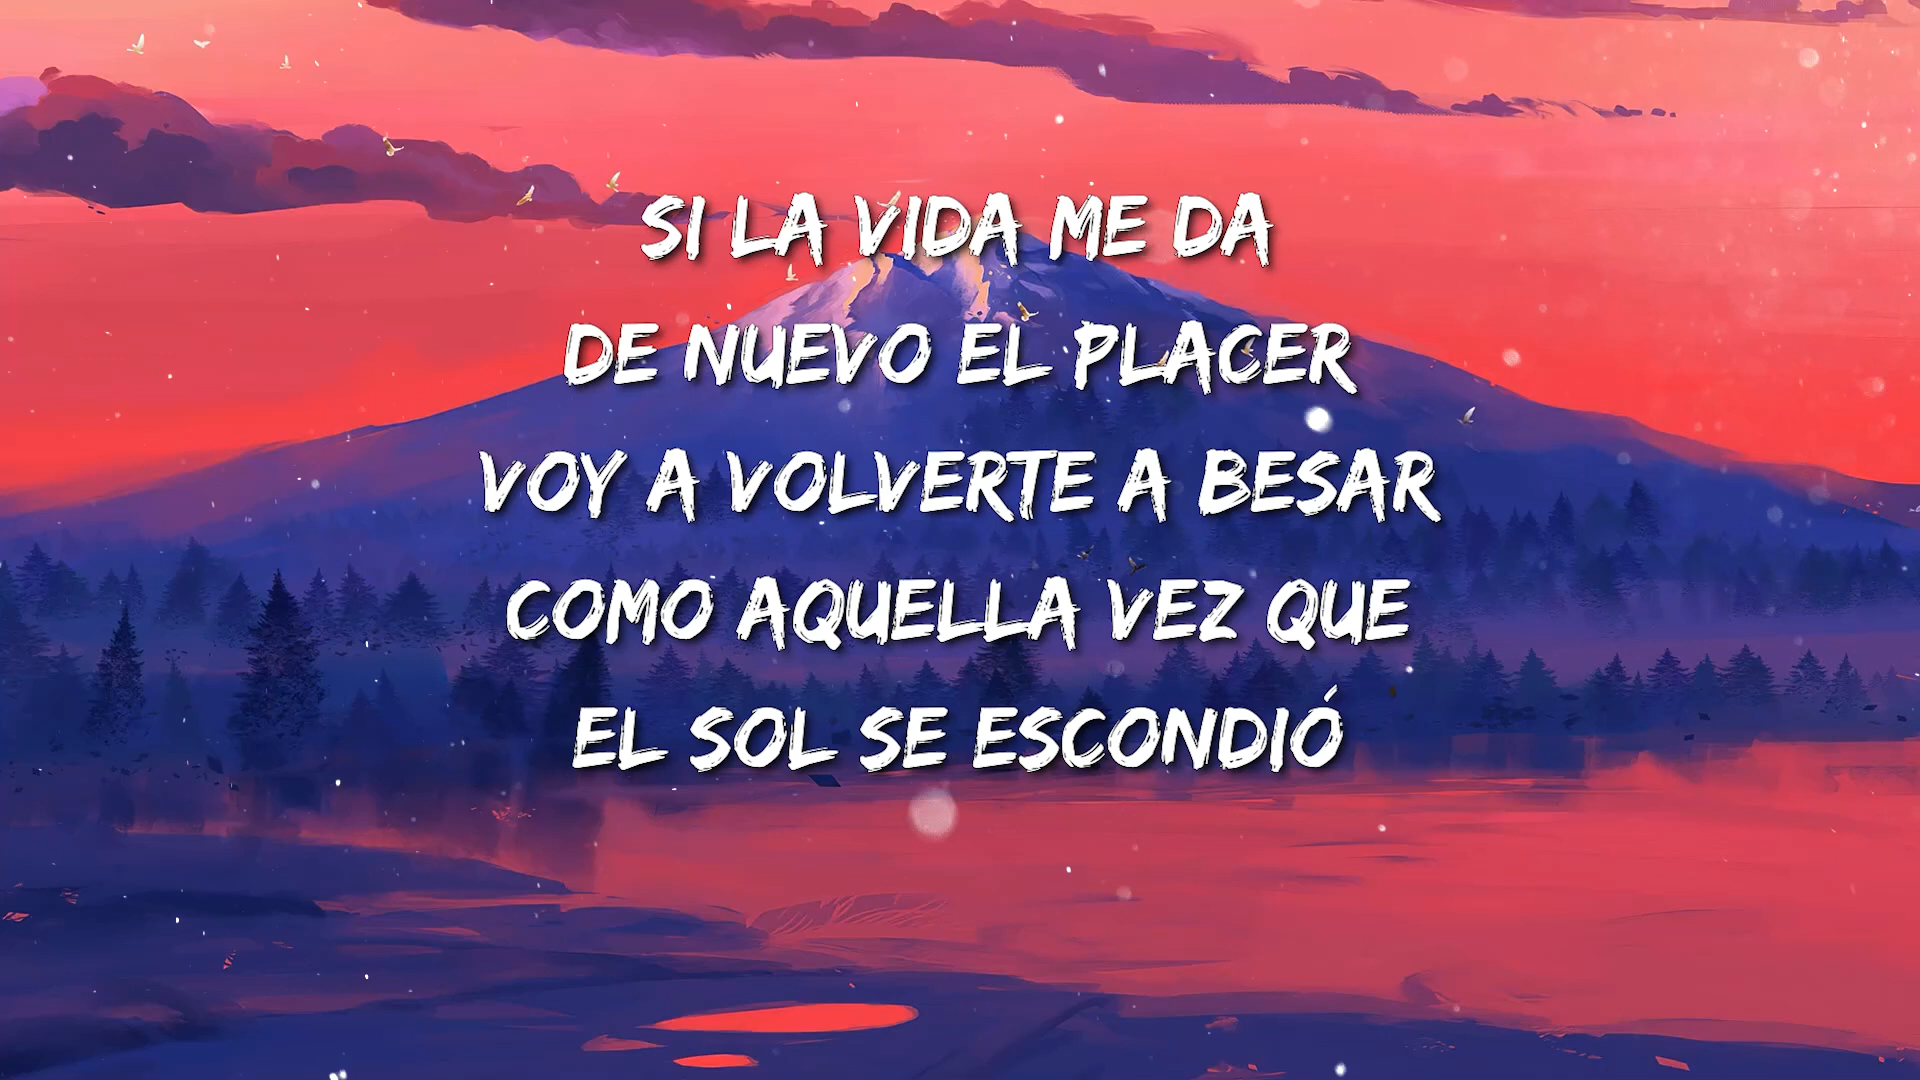 SI LA VIDA ME DA
DE NUEVO EL PLACER
VOY A VOLVERTE A BESAR
COMO AQUELLA VEZ QUE
EL SOL SE ESCONDIÓ